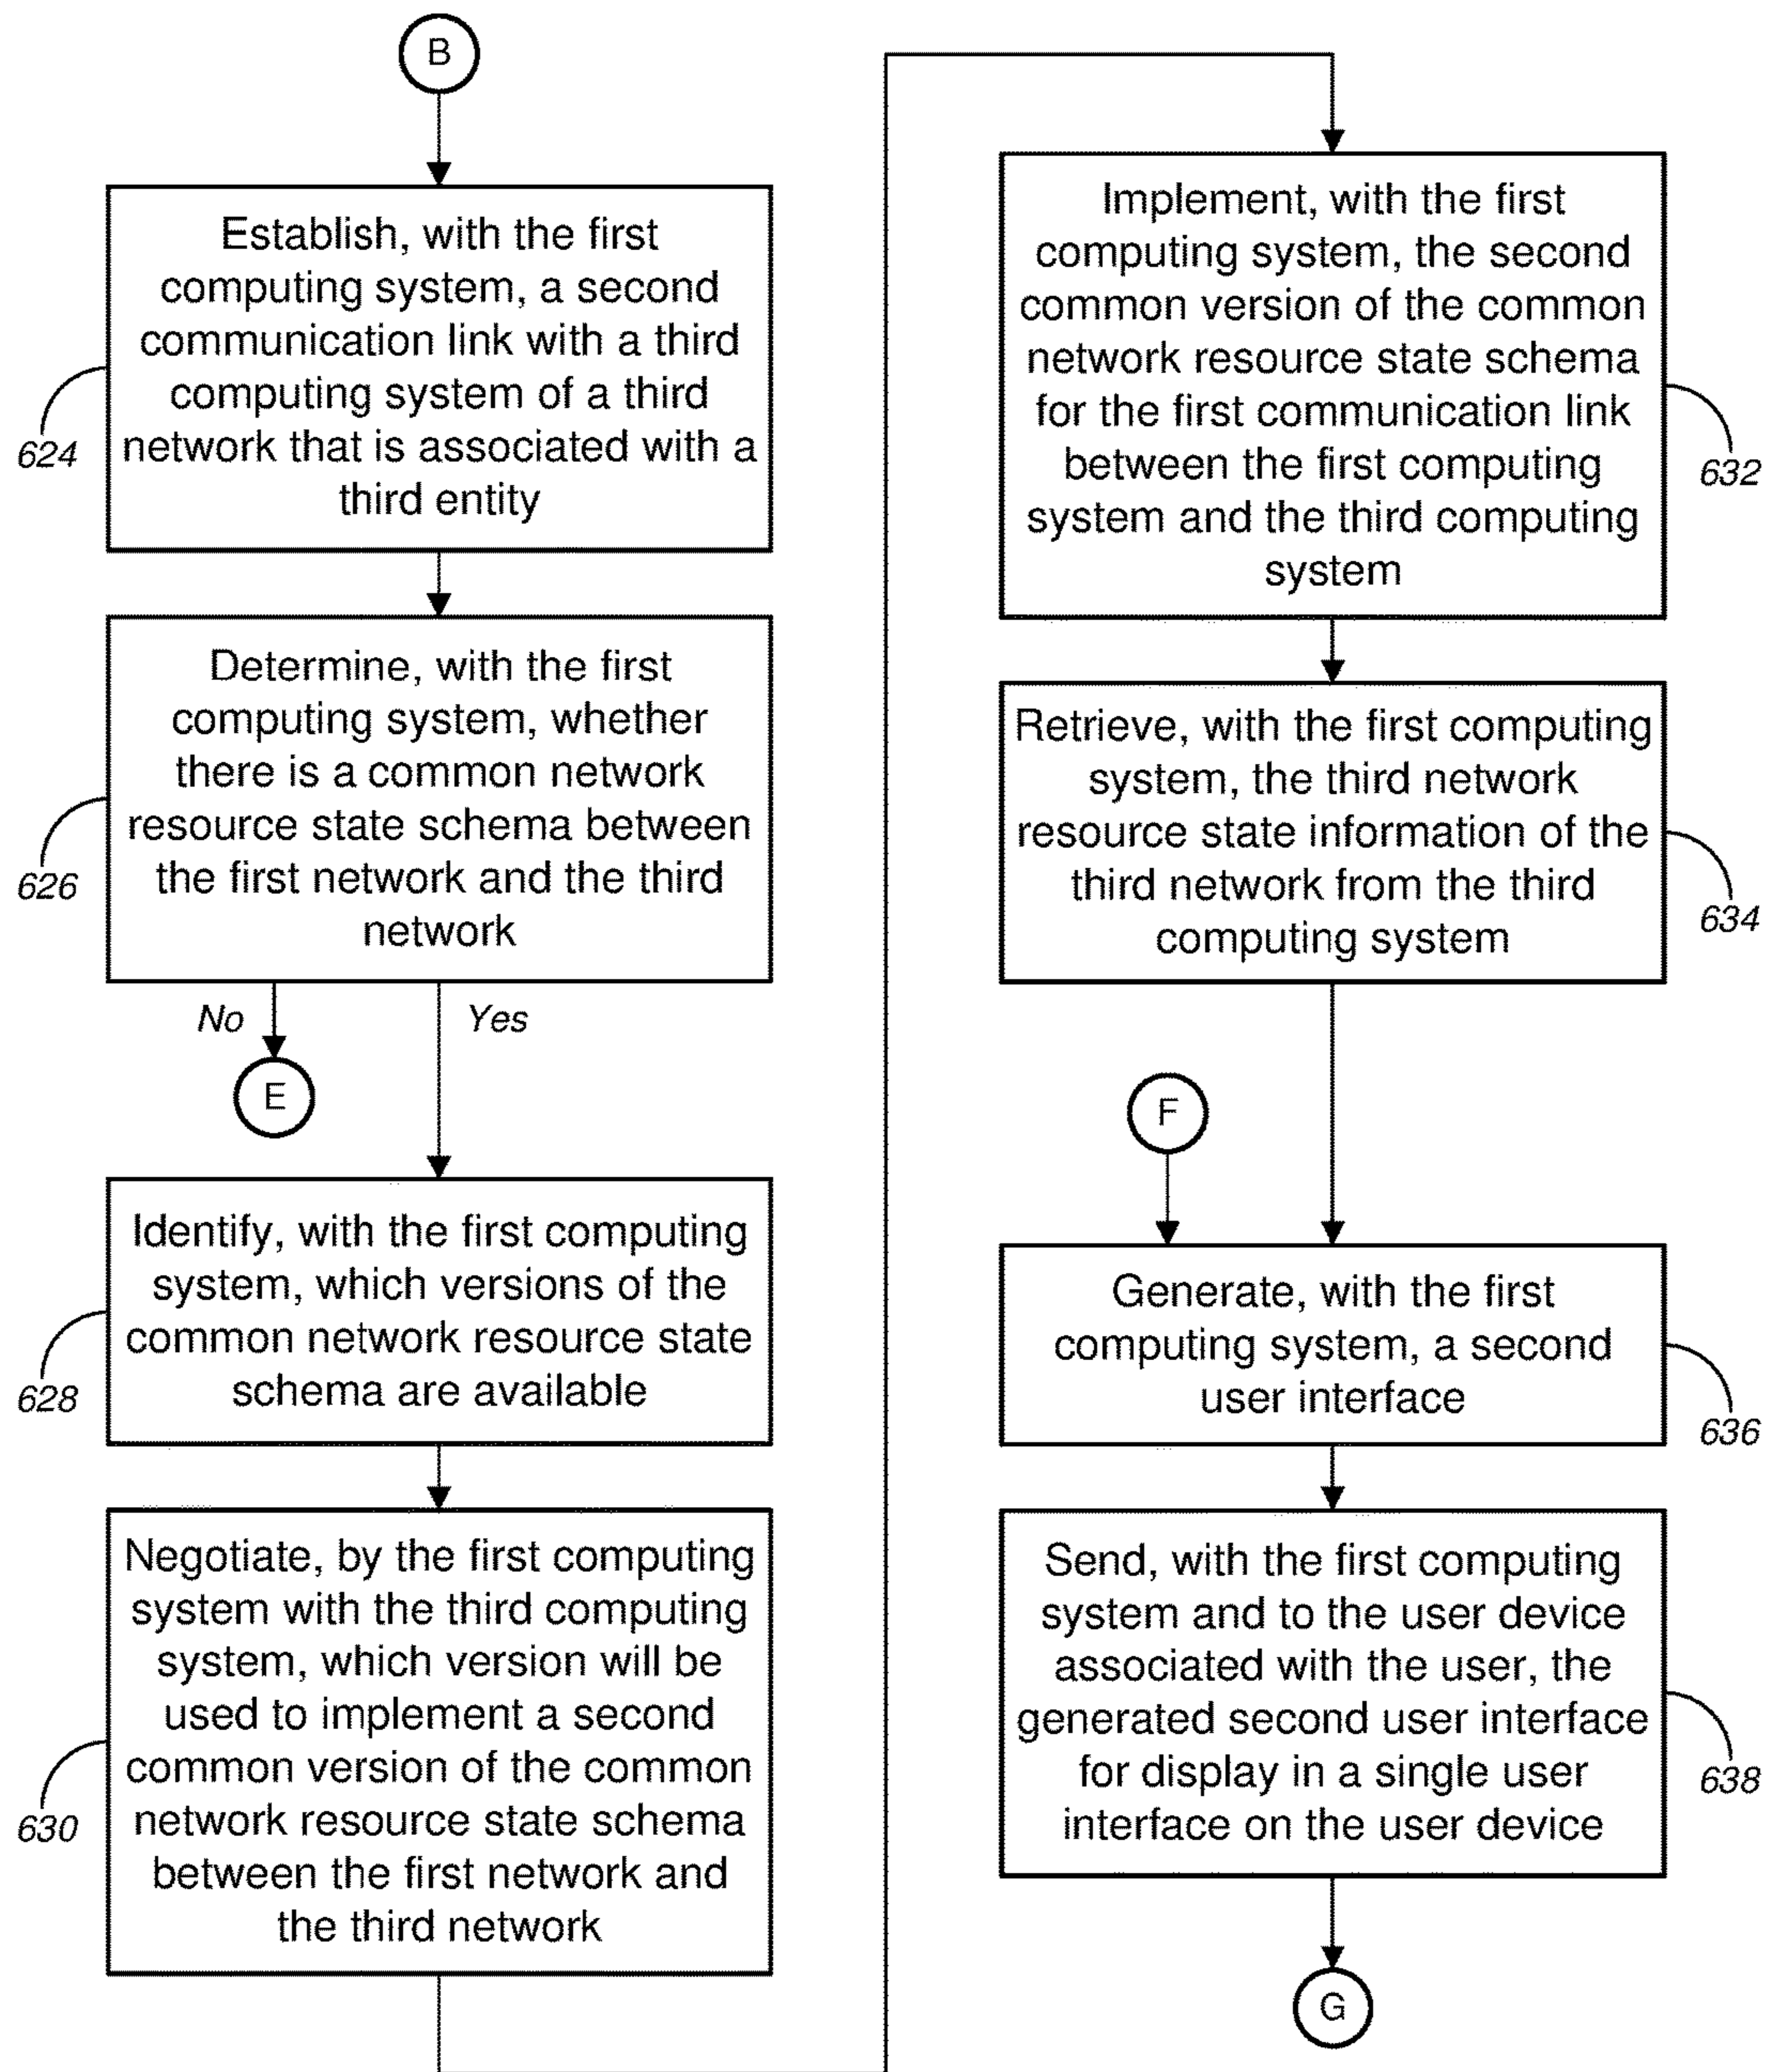 B
Establish, with the first
computing system, a second
communication link with a third
computing system of a third
network that is associated with a
third entity
624
Determine, with the first
computing system, whether
there is a common network
resource state schema between
the first network and the third
network
626
No
Yes
E
Identify, with the first computing
system, which versions of the
common network resource state
schema are available
628
Negotiate, by the first computing
system with the third computing
system, which version will be
used to implement a second
common version of the common
network resource state schema
between the first network and
the third network
630
Implement, with the first
computing system, the second
common version of the common
network resource state schema
for the first communication link
between the first computing
system and the third computing
system
632
Retrieve, with the first computing
system, the third network
resource state information of the
third network from the third
computing system
634
F
Generate, with the first
computing system, a second
user interface
636
Send, with the first computing
system and to the user device
associated with the user, the
generated second user interface
for display in a single user
interface on the user device
638
G